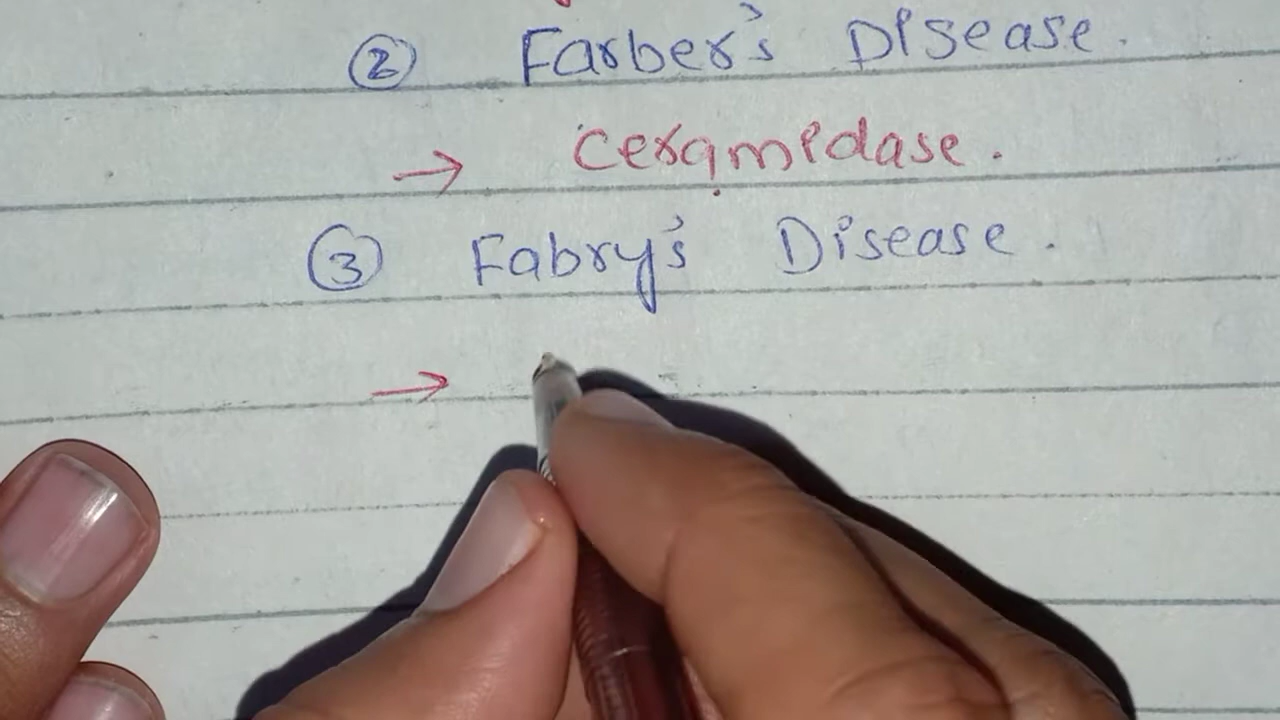 ② Farber's Disease.
→ Ceramidase.
③ Fabry's Disease.
→